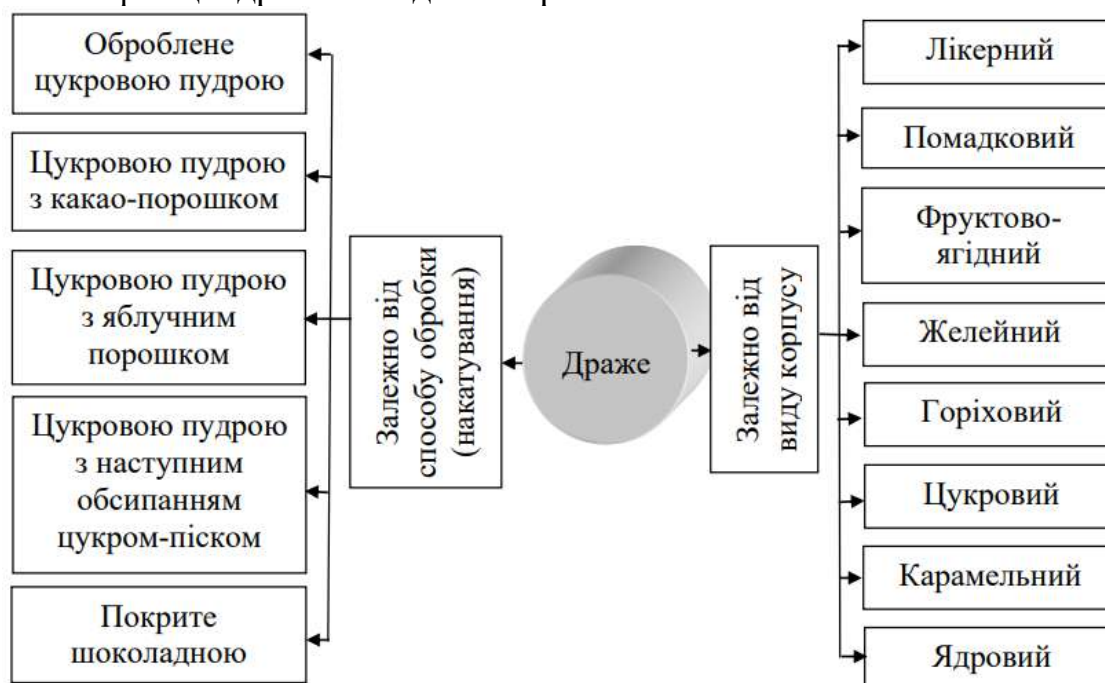 Оброблене
цукровою пудрою
Цукровою пудрою
з какао-порошком
Цукровою пудрою
з яблучним
порошком
Цукровою пудрою
з наступним
обсипанням
цукром-піском
Покрите
шоколадною
Залежно від
способу обробки
(накатування)
Драже
Залежно від
виду корпусу
Лікерний
Помадковий
Фруктово-
ягідний
Желейний
Горіховий
Цукровий
Карамельний
Ядровий